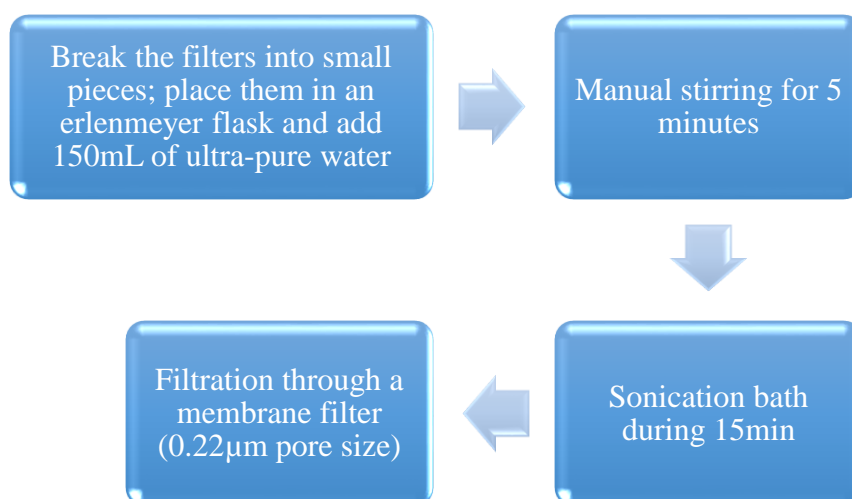 Break the filters into small
pieces; place them in an
erlenmeyer flask and add
150mL of ultra-pure water
Manual stirring for 5
minutes
Sonication bath
during 15min
Filtration through a
membrane filter
(0.22µm pore size)